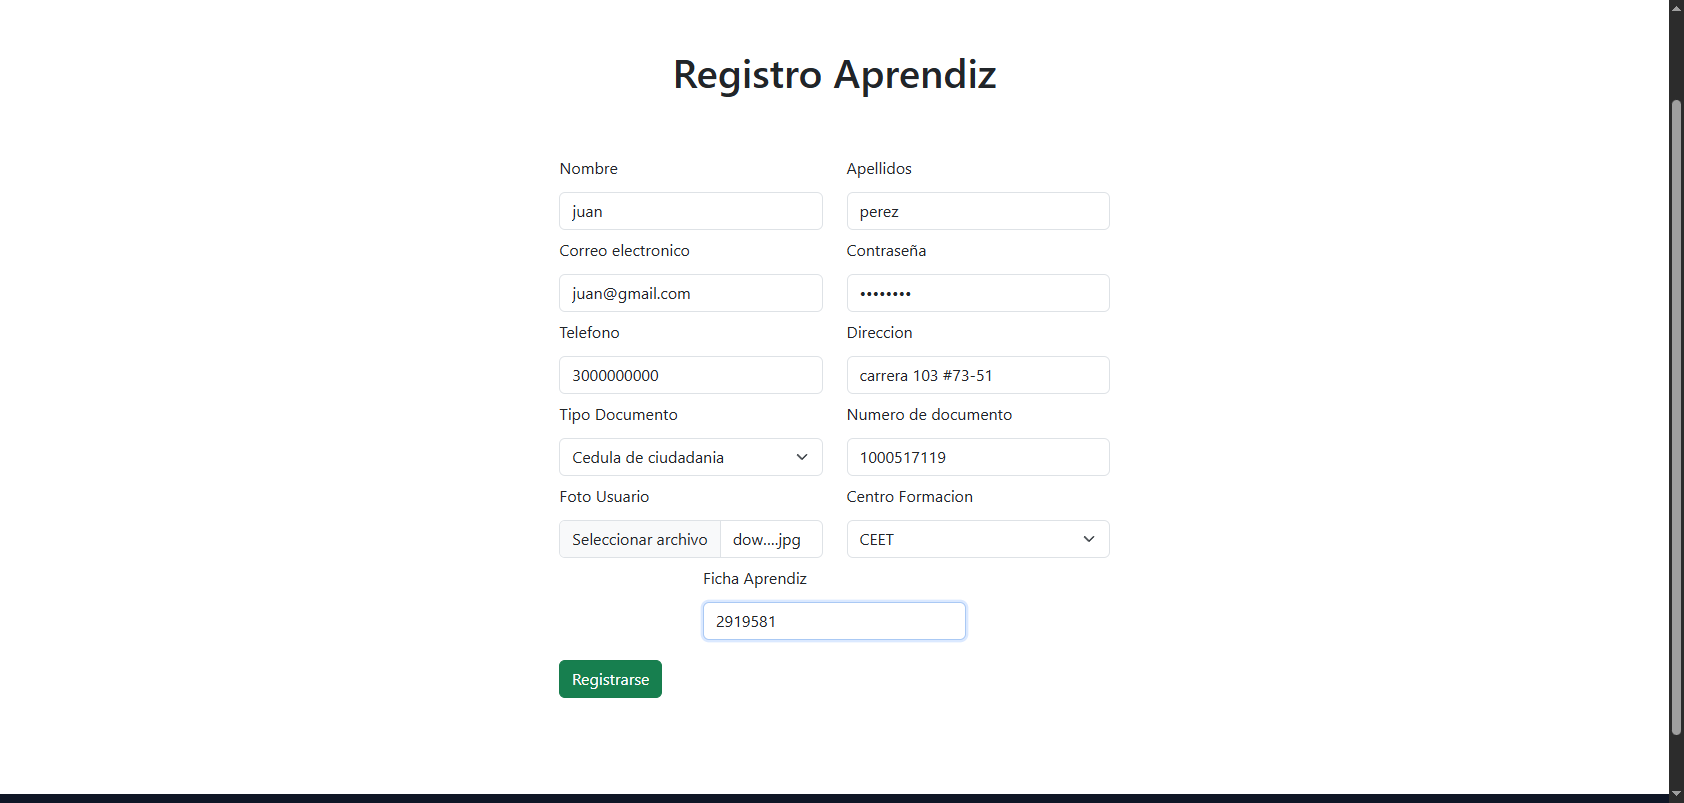 Registro Aprendiz
Nombre
Apellidos
juan
perez
Correo electronico
Contraseña
juan@gmail.com
••••••••
Telefono
Direccion
3000000000
carrera 103 #73-51
Tipo Documento
Numero de documento
Cedula de ciudadania
1000517119
Foto Usuario
Centro Formacion
Seleccionar archivo
dow....jpg
CEET
Ficha Aprendiz
2919581
Registrarse